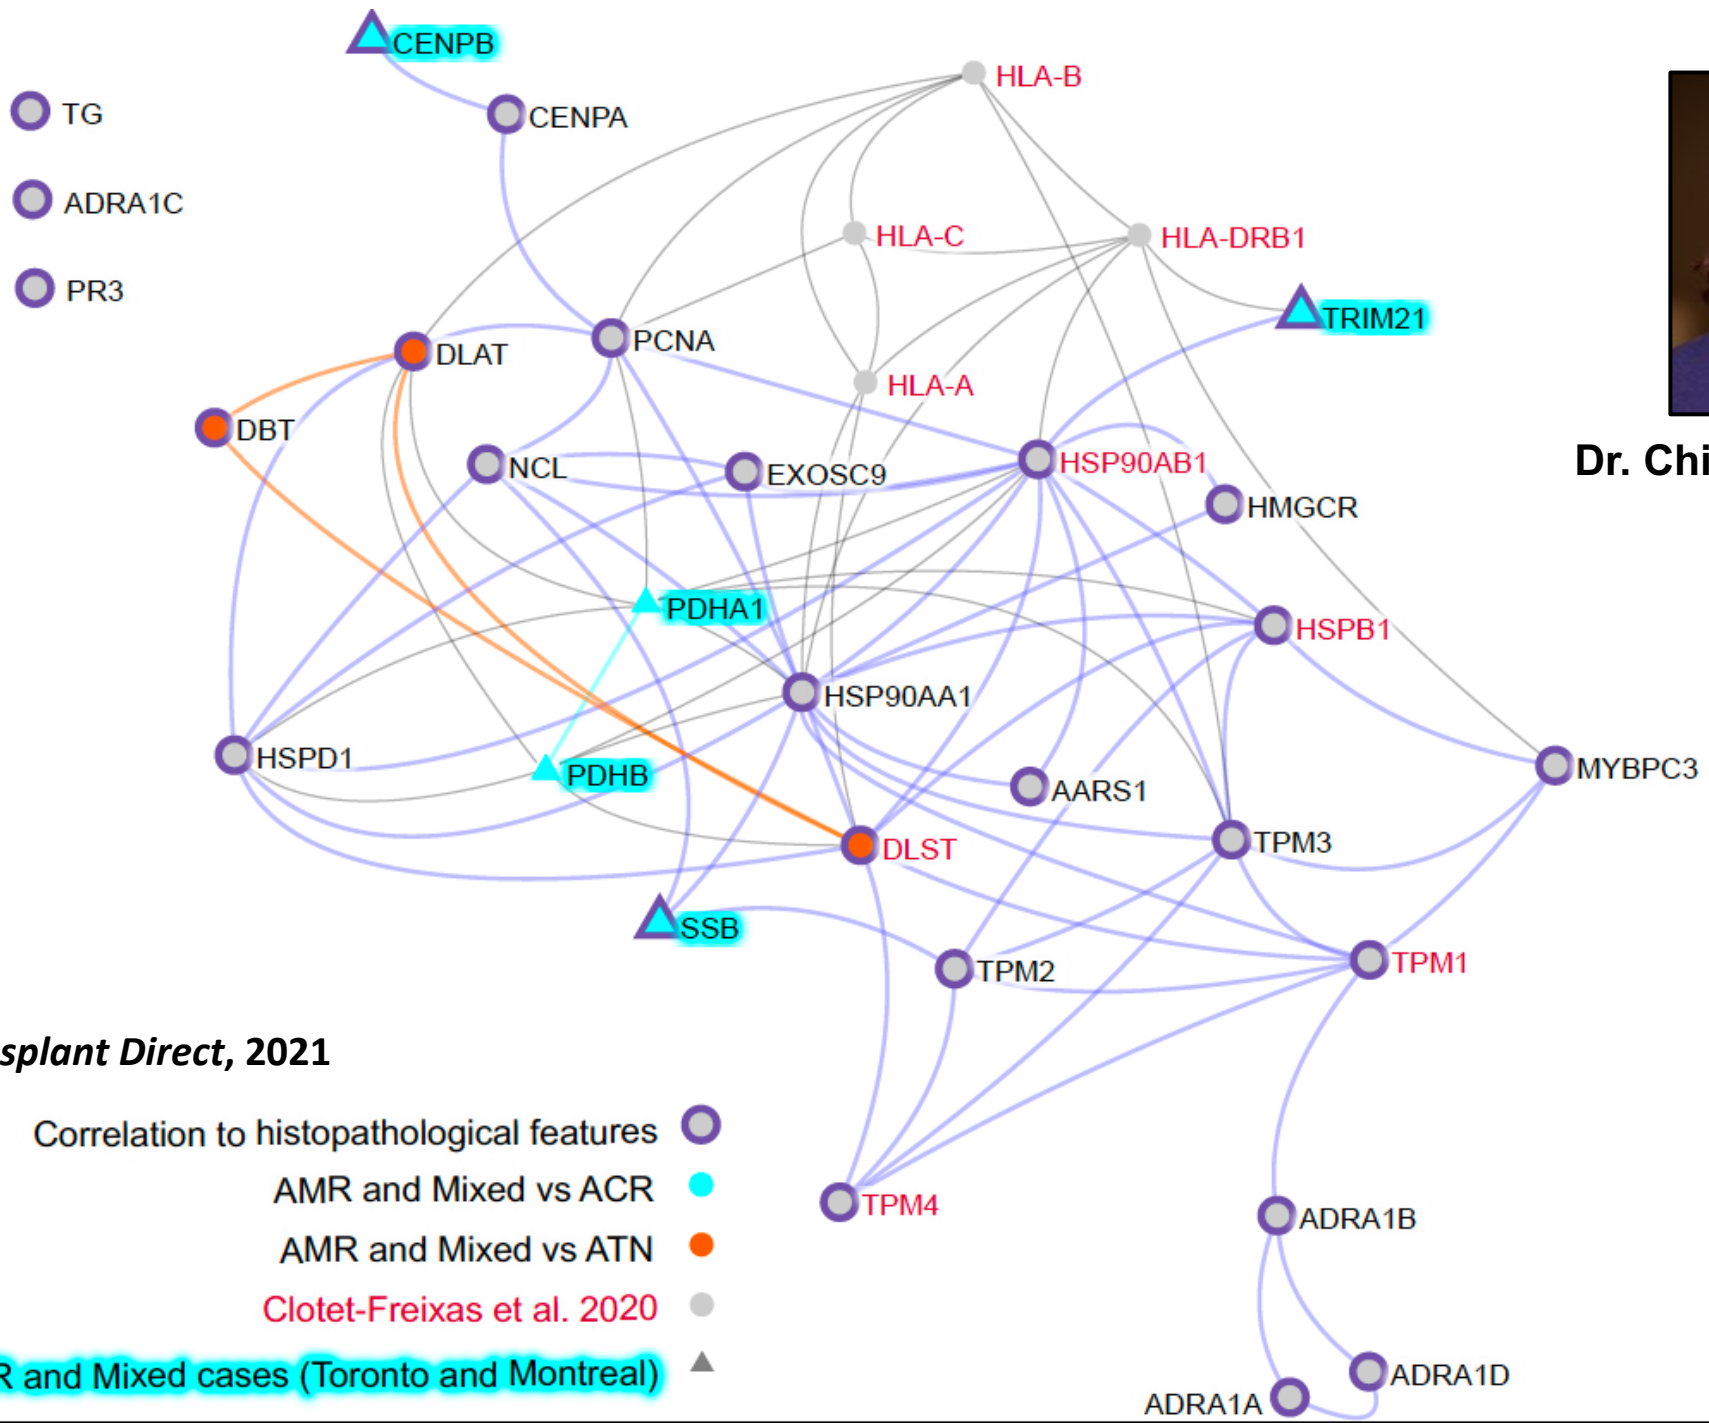 CENPB
HLA-B
TG
CENPA
ADRA1C
HLA-C
HLA-DRB1
PR3
TRIM21
PCNA
DLAT
HLA-A
DBT
NCL
EXOSC9
HSP90AB1
Dr. Chi
HMGCR
PDHA1
HSPB1
HSP90AA1
HSPD1
PDHB
AARS1
MYBPC3
DLST
TPM3
SSB
TPM2
TPM1
splant Direct, 2021
Correlation to histopathological features
AMR and Mixed vs ACR
TPM4
ADRA1B
AMR and Mixed vs ATN
Clotet-Freixas et al. 2020
R and Mixed cases (Toronto and Montreal)
ADRA1D
ADRA1A